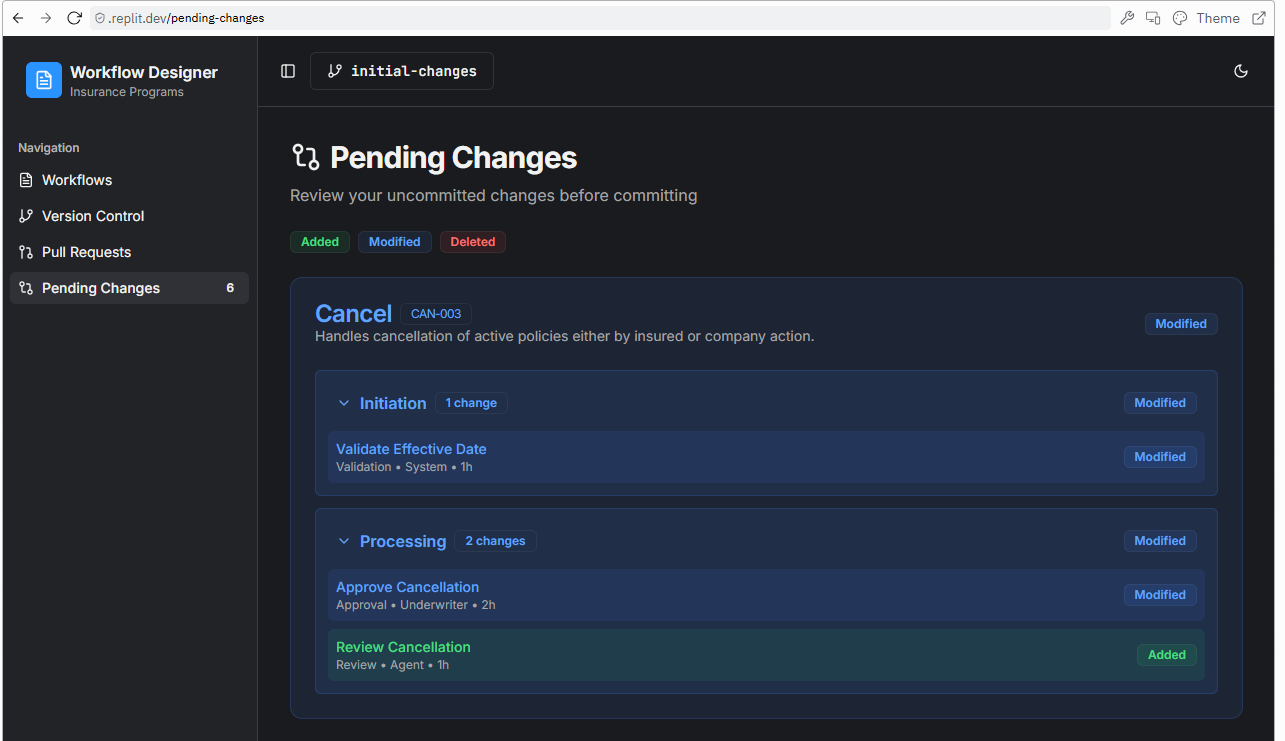 .replit.dev/pending-changes
Theme
Workflow Designer
Insurance Programs
initial-changes
Navigation
Workflows
Version Control
Pull Requests
Pending Changes 6
Pending Changes
Review your uncommitted changes before committing
Added Modified Deleted
Cancel CAN-003
Handles cancellation of active policies either by insured or company action.
Modified
Initiation 1 change Modified
Validate Effective Date
Validation • System • 1h
Modified
Processing 2 changes Modified
Approve Cancellation
Approval • Underwriter • 2h
Modified
Review Cancellation
Review • Agent • 1h
Added